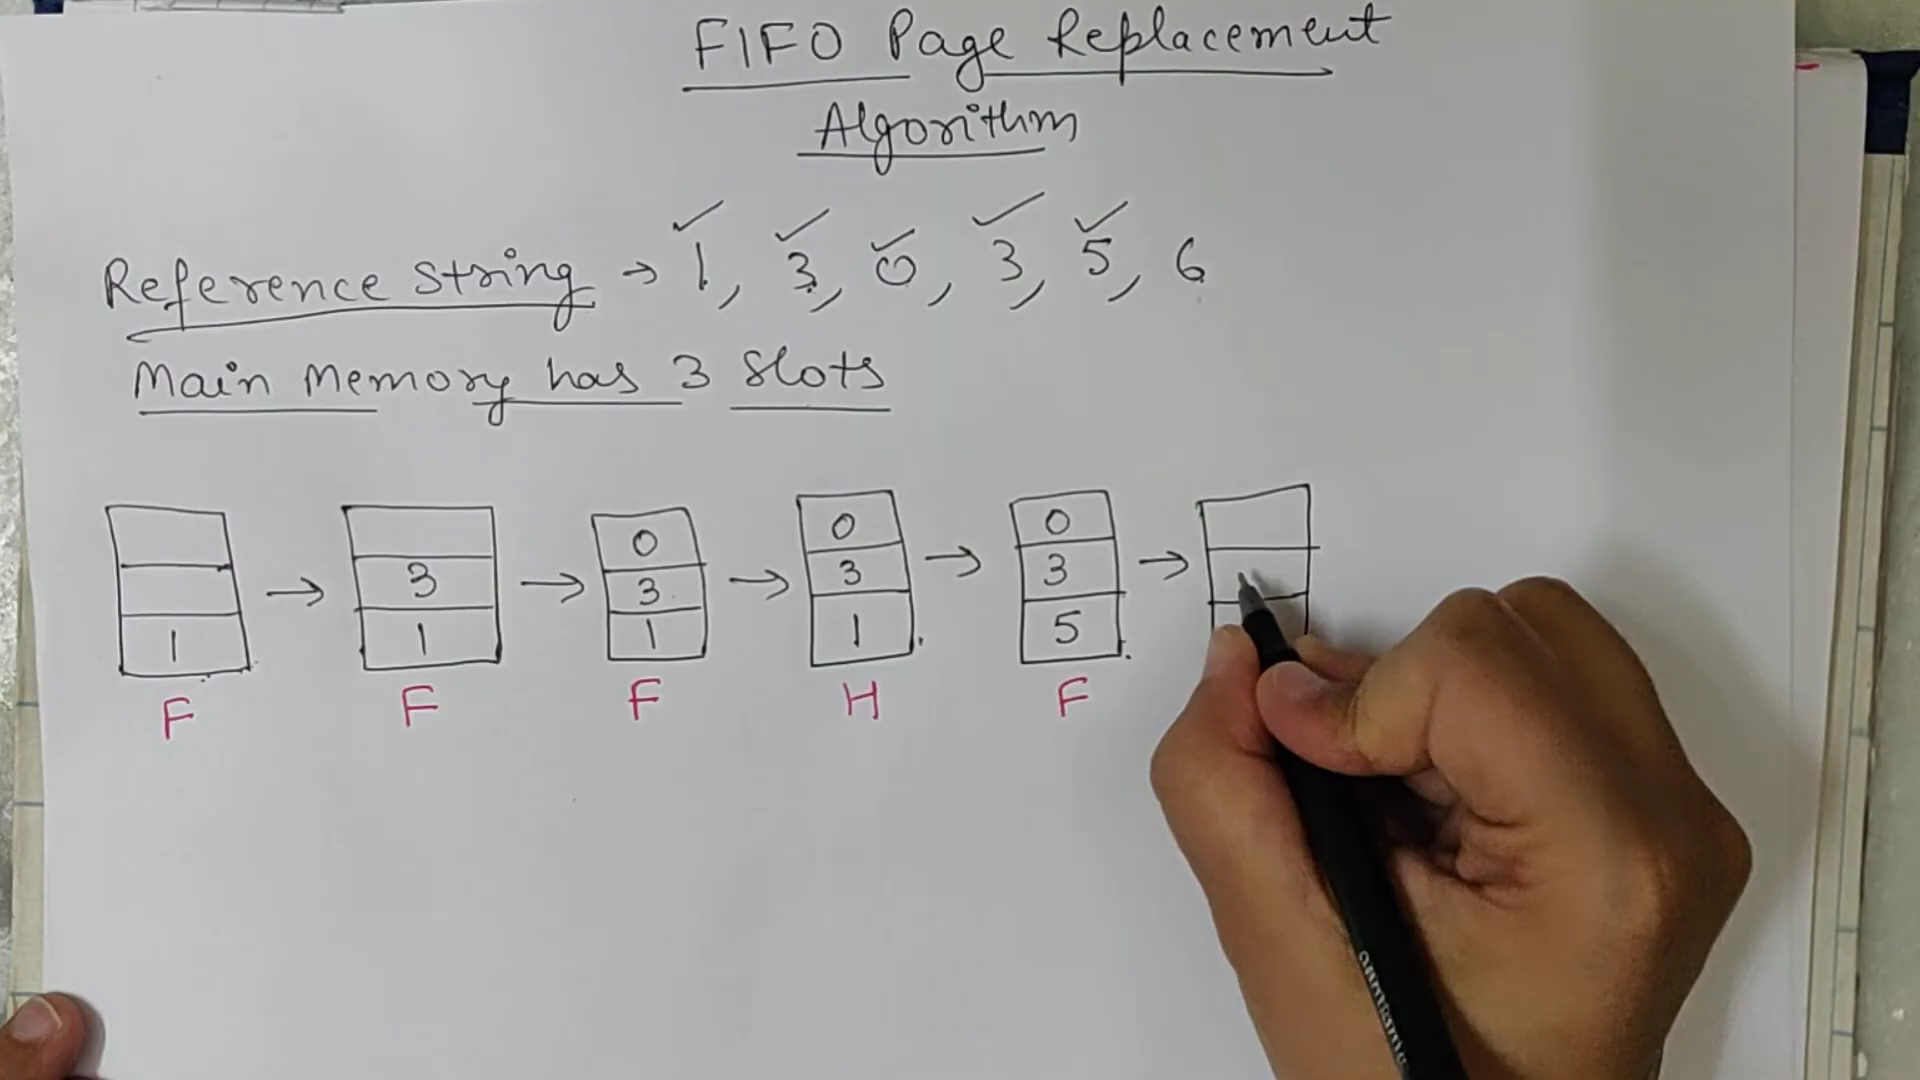 FIFO Page Replacement
Algorithm
Reference String → 1, 3, 0, 3, 5, 6
Main Memory has 3 Slots
0 0 0
3 3 3 3
1 1 1 1 5
F F F H F